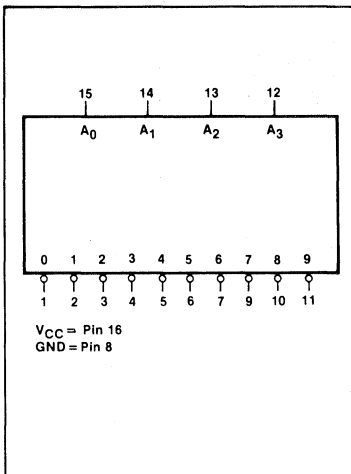 15 14 13 12
A0 A1 A2 A3
0 1 2 3 4 5 6 7 8 9
1 2 3 4 5 6 7 9 10 11
VCC = Pin 16
GND = Pin 8